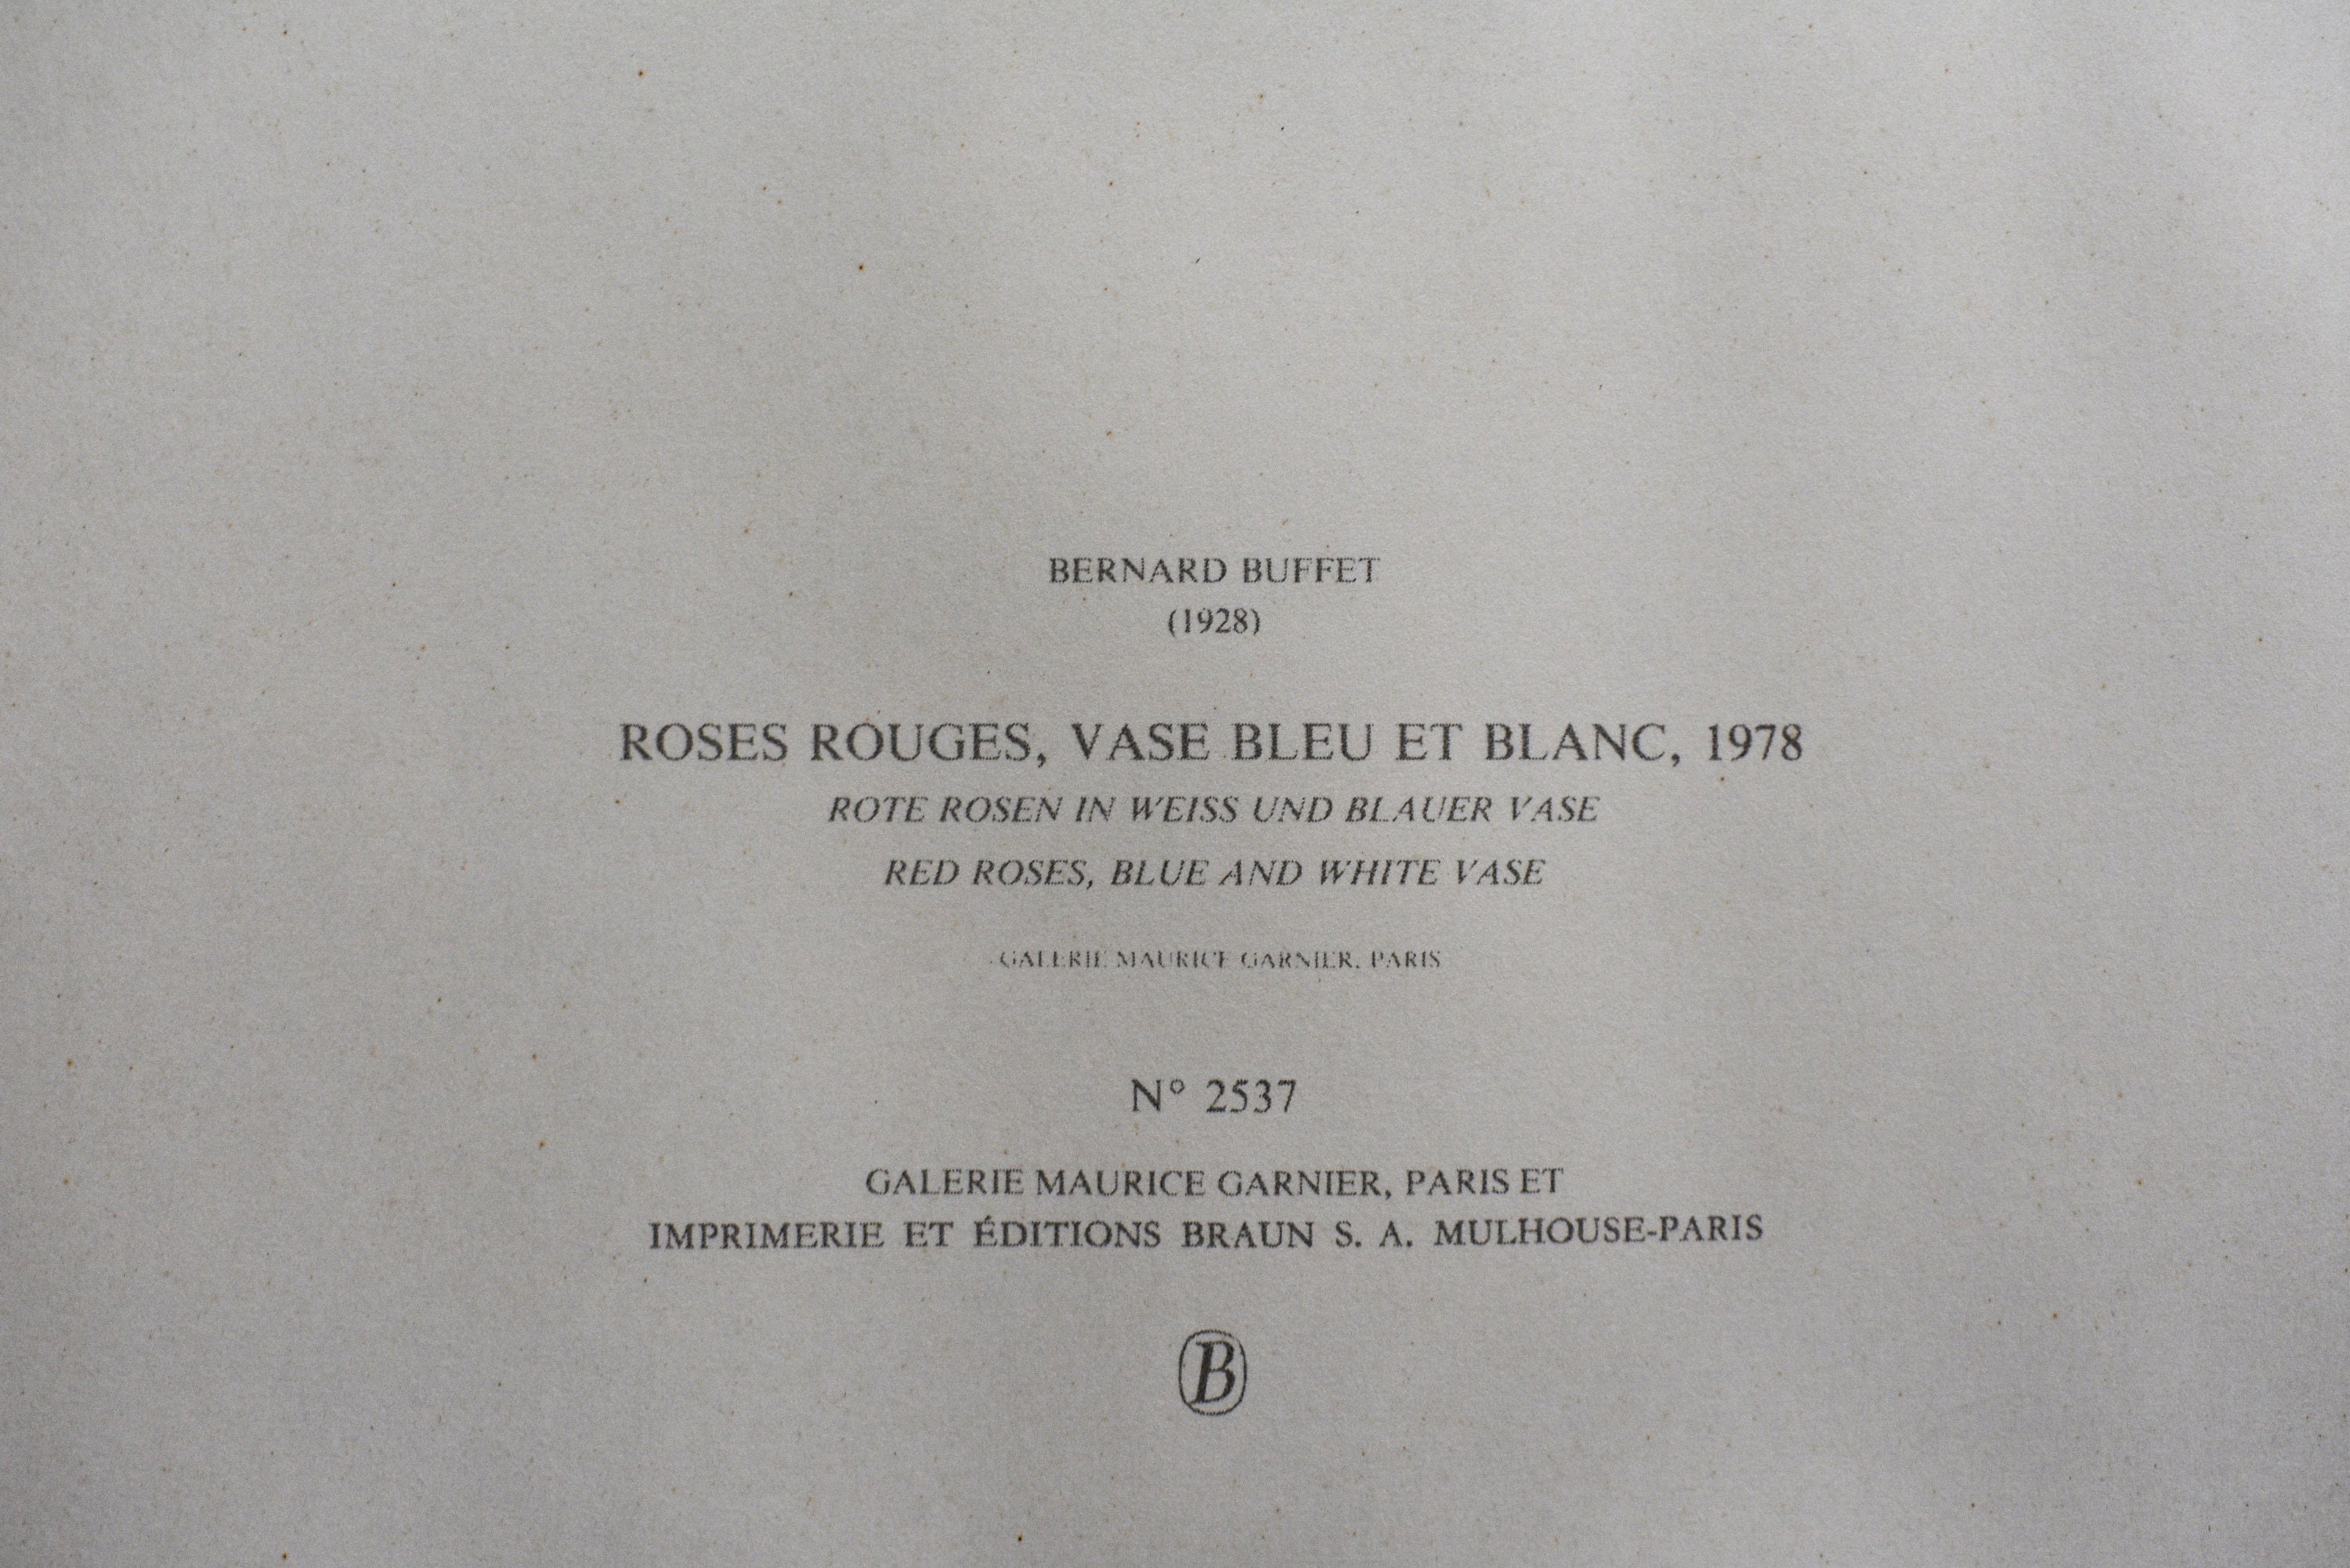 BERNARD BUFFET
(1928)
ROSES ROUGES, VASE BLEU ET BLANC, 1978
ROTE ROSEN IN WEISS UND BLAUER VASE
RED ROSES, BLUE AND WHITE VASE
GALERIE MAURICE GARNIER, PARIS
N° 2537
GALERIE MAURICE GARNIER, PARIS ET
IMPRIMERIE ET ÉDITIONS BRAUN S. A. MULHOUSE-PARIS
B